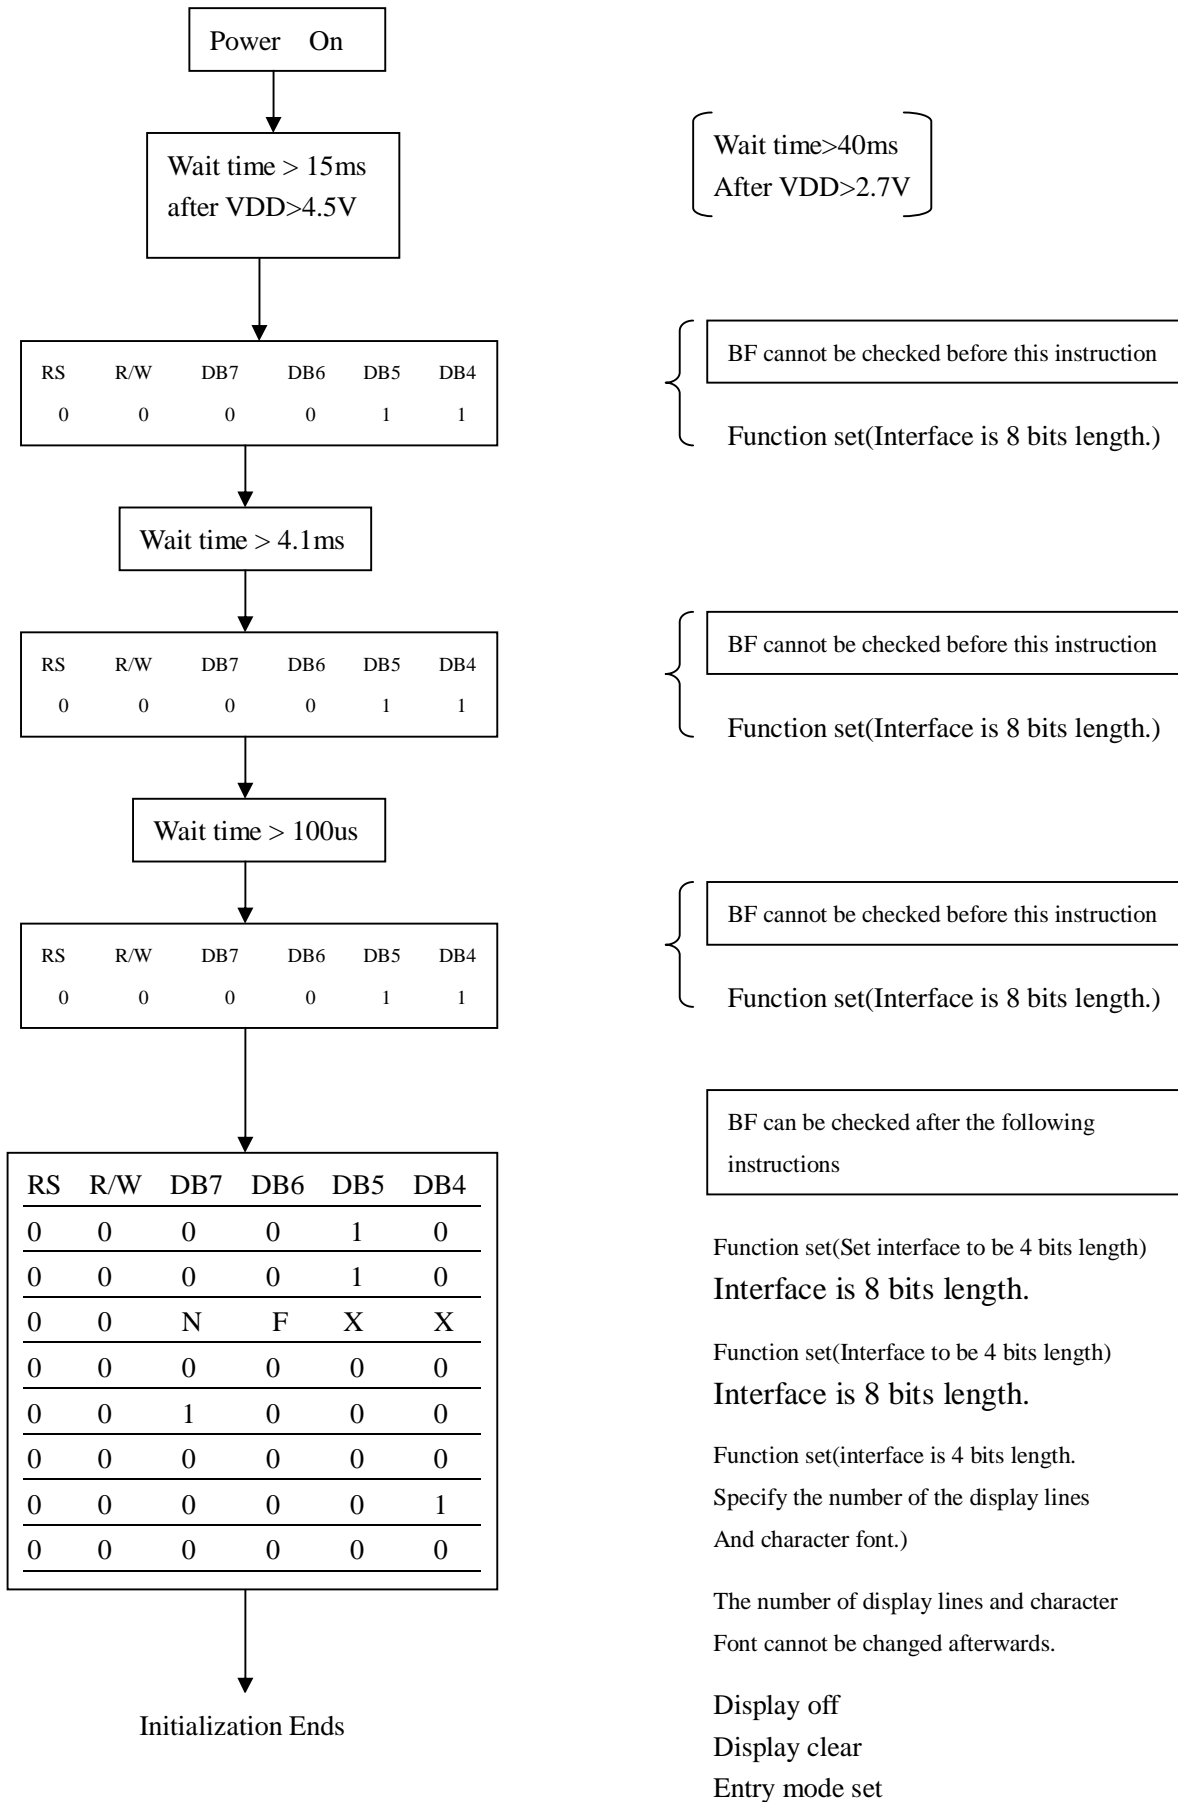 Power On
Wait time > 15ms
after VDD>4.5V
Wait time>40ms
After VDD>2.7V
RS R/W DB7 DB6 DB5 DB4
0 0 0 0 1 1
BF cannot be checked before this instruction
Function set(Interface is 8 bits length.)
Wait time > 4.1ms
RS R/W DB7 DB6 DB5 DB4
0 0 0 0 1 1
BF cannot be checked before this instruction
Function set(Interface is 8 bits length.)
Wait time > 100us
RS R/W DB7 DB6 DB5 DB4
0 0 0 0 1 1
BF cannot be checked before this instruction
Function set(Interface is 8 bits length.)
BF can be checked after the following
instructions
RS R/W DB7 DB6 DB5 DB4
0 0 0 0 1 0
0 0 0 0 1 0
0 0 N F X X
0 0 0 0 0 0
0 0 1 0 0 0
0 0 0 0 0 0
0 0 0 0 0 1
0 0 0 0 0 0
Function set(Set interface to be 4 bits length)
Interface is 8 bits length.
Function set(Interface to be 4 bits length)
Interface is 8 bits length.
Function set(interface is 4 bits length.
Specify the number of the display lines
And character font.)
The number of display lines and character
Font cannot be changed afterwards.
Display off
Display clear
Entry mode set
Initialization Ends